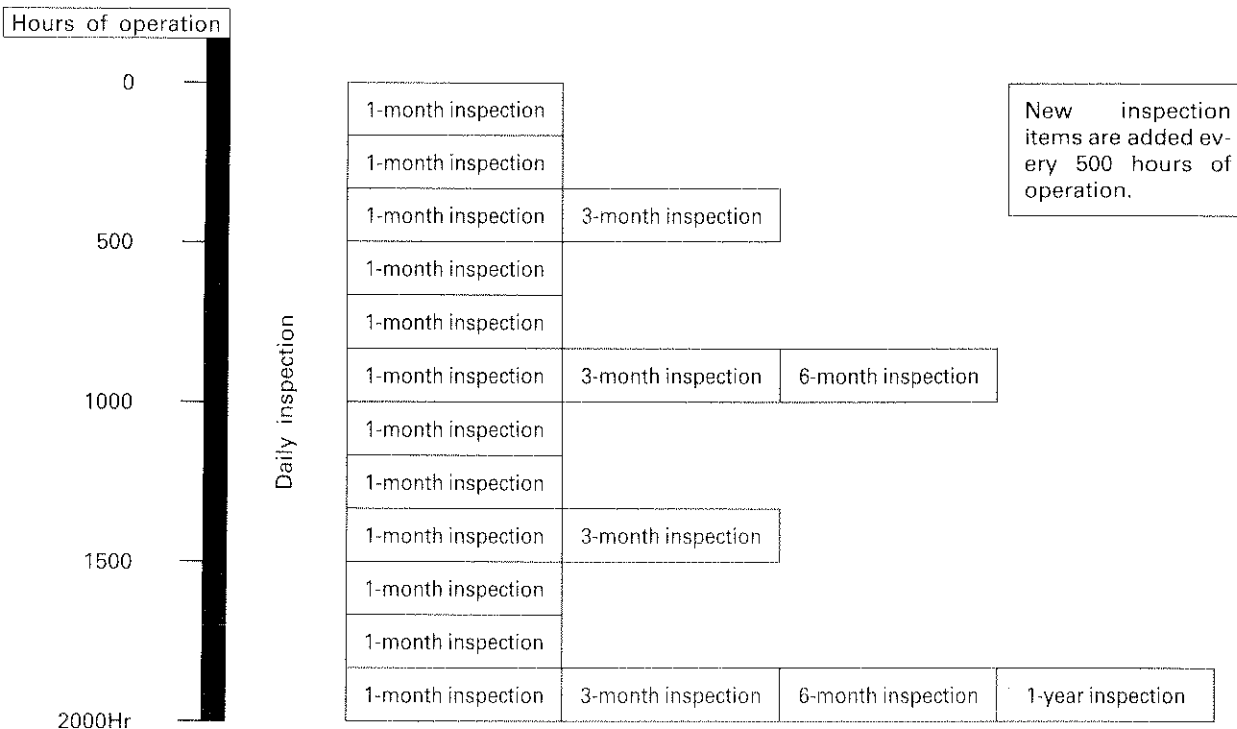 Hours of operation
0
1-month inspection
New inspection
items are added ev-
ery 500 hours of
operation.
1-month inspection
1-month inspection 3-month inspection
500
1-month inspection
1-month inspection
Daily inspection
1-month inspection 3-month inspection 6-month inspection
1000
1-month inspection
1-month inspection
1-month inspection 3-month inspection
1500
1-month inspection
1-month inspection
1-month inspection 3-month inspection 6-month inspection 1-year inspection
2000Hr